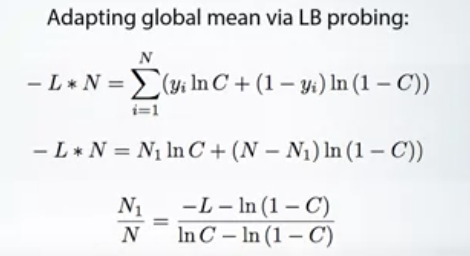 Adapting global mean via LB probing:
− L ∗ N = ∑_{i=1}^{N} (y_i ln C + (1 − y_i) ln (1 − C))
− L ∗ N = N_1 ln C + (N − N_1) ln (1 − C))
N_1/N = (−L − ln (1 − C))/(ln C − ln (1 − C))